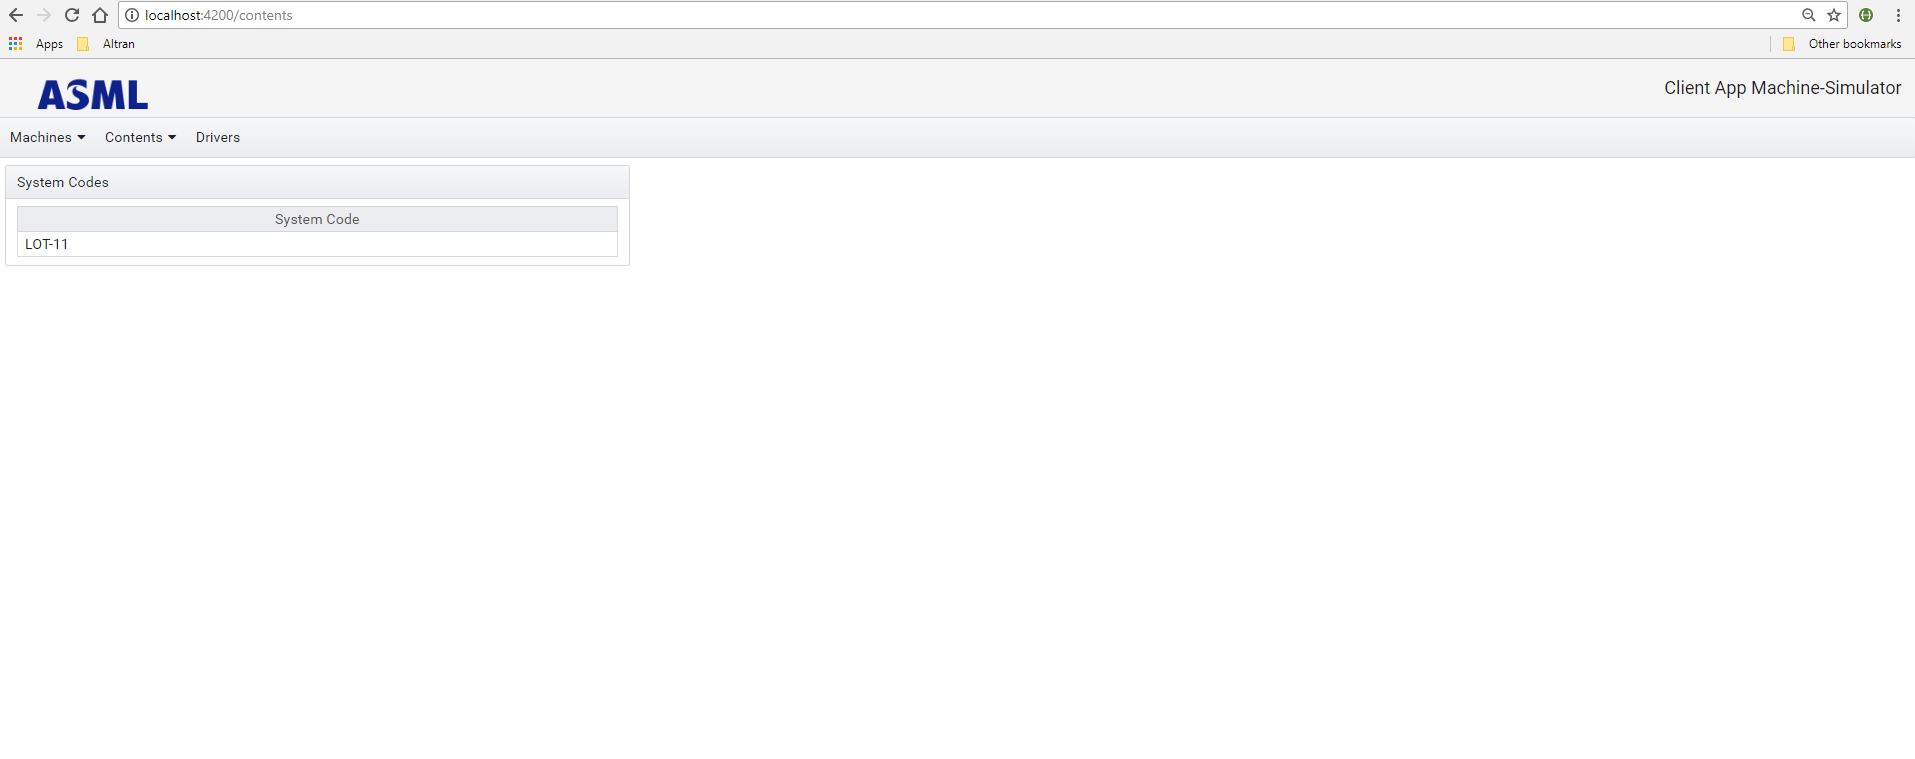 localhost:4200/contents
Apps Altran Other bookmarks
ASML
Client App Machine-Simulator
Machines Contents Drivers
System Codes
System Code
LOT-11